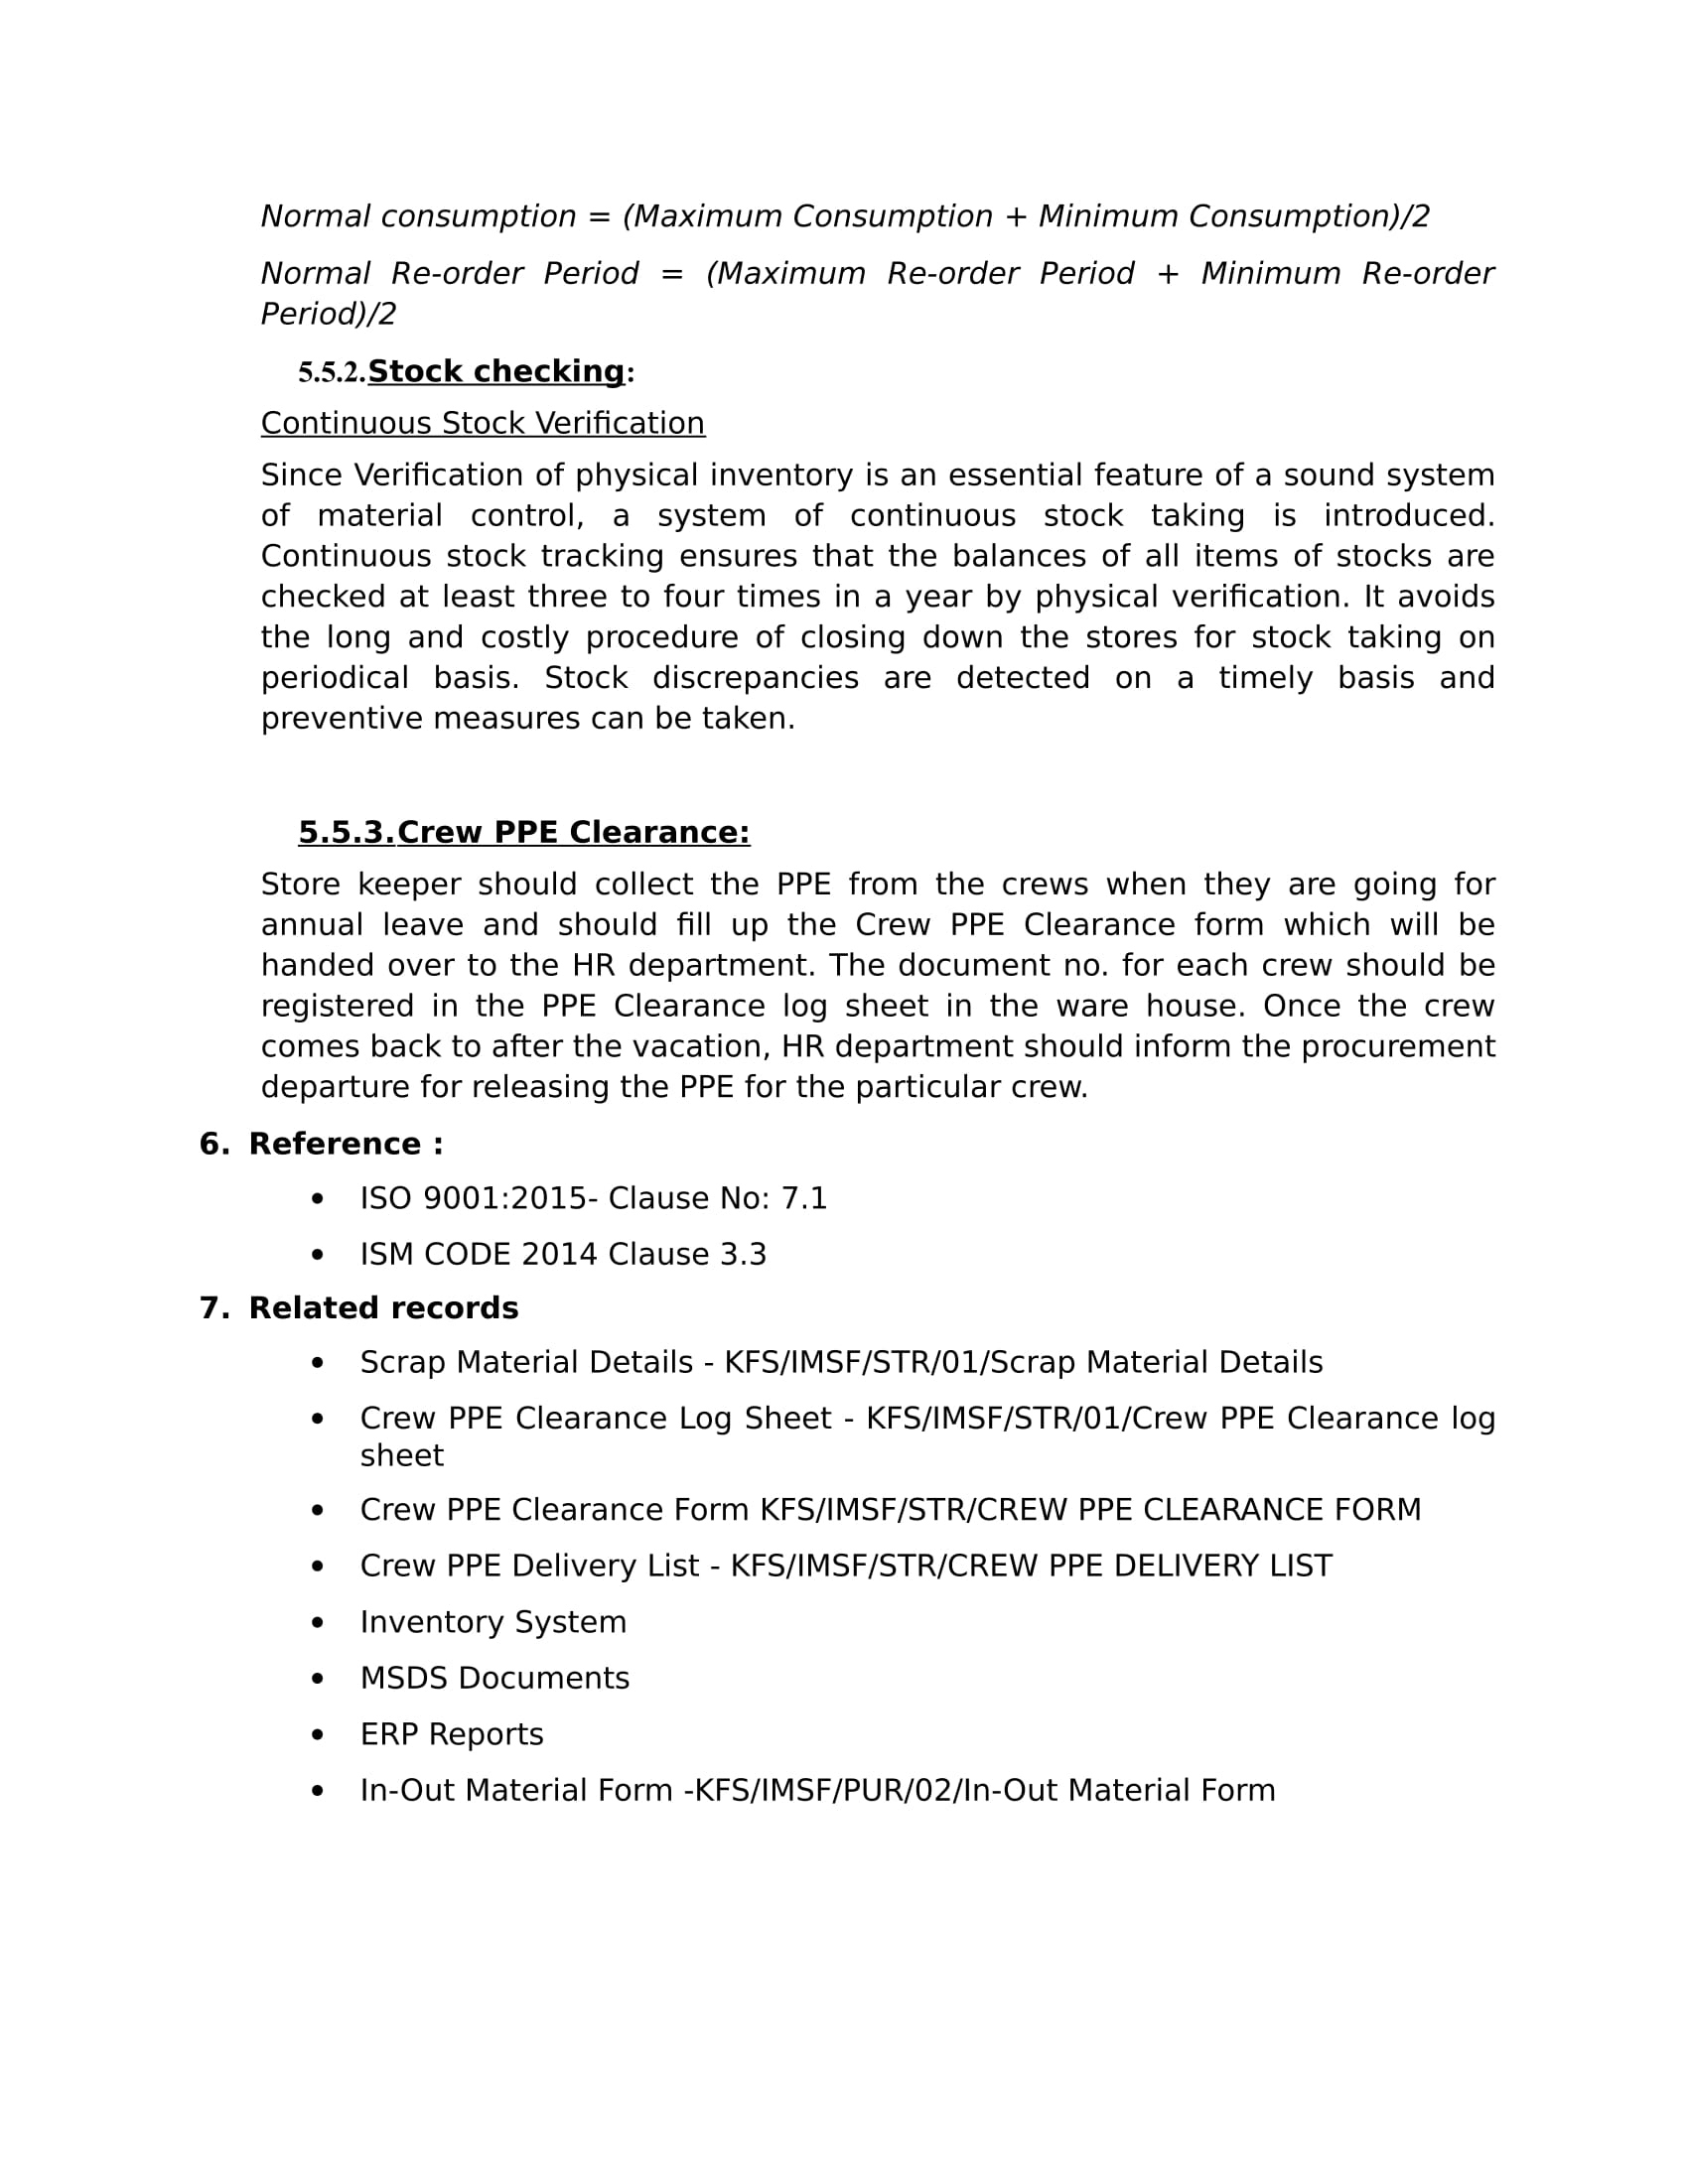 Normal consumption = (Maximum Consumption + Minimum Consumption)/2
Normal Re-order Period = (Maximum Re-order Period + Minimum Re-order
Period)/2
5.5.2.Stock checking:
Continuous Stock Verification
Since Verification of physical inventory is an essential feature of a sound system
of material control, a system of continuous stock taking is introduced.
Continuous stock tracking ensures that the balances of all items of stocks are
checked at least three to four times in a year by physical verification. It avoids
the long and costly procedure of closing down the stores for stock taking on
periodical basis. Stock discrepancies are detected on a timely basis and
preventive measures can be taken.
5.5.3.Crew PPE Clearance:
Store keeper should collect the PPE from the crews when they are going for
annual leave and should fill up the Crew PPE Clearance form which will be
handed over to the HR department. The document no. for each crew should be
registered in the PPE Clearance log sheet in the ware house. Once the crew
comes back to after the vacation, HR department should inform the procurement
departure for releasing the PPE for the particular crew.
6. Reference :
• ISO 9001:2015- Clause No: 7.1
• ISM CODE 2014 Clause 3.3
7. Related records
• Scrap Material Details - KFS/IMSF/STR/01/Scrap Material Details
• Crew PPE Clearance Log Sheet - KFS/IMSF/STR/01/Crew PPE Clearance log
sheet
• Crew PPE Clearance Form KFS/IMSF/STR/CREW PPE CLEARANCE FORM
• Crew PPE Delivery List - KFS/IMSF/STR/CREW PPE DELIVERY LIST
• Inventory System
• MSDS Documents
• ERP Reports
• In-Out Material Form -KFS/IMSF/PUR/02/In-Out Material Form